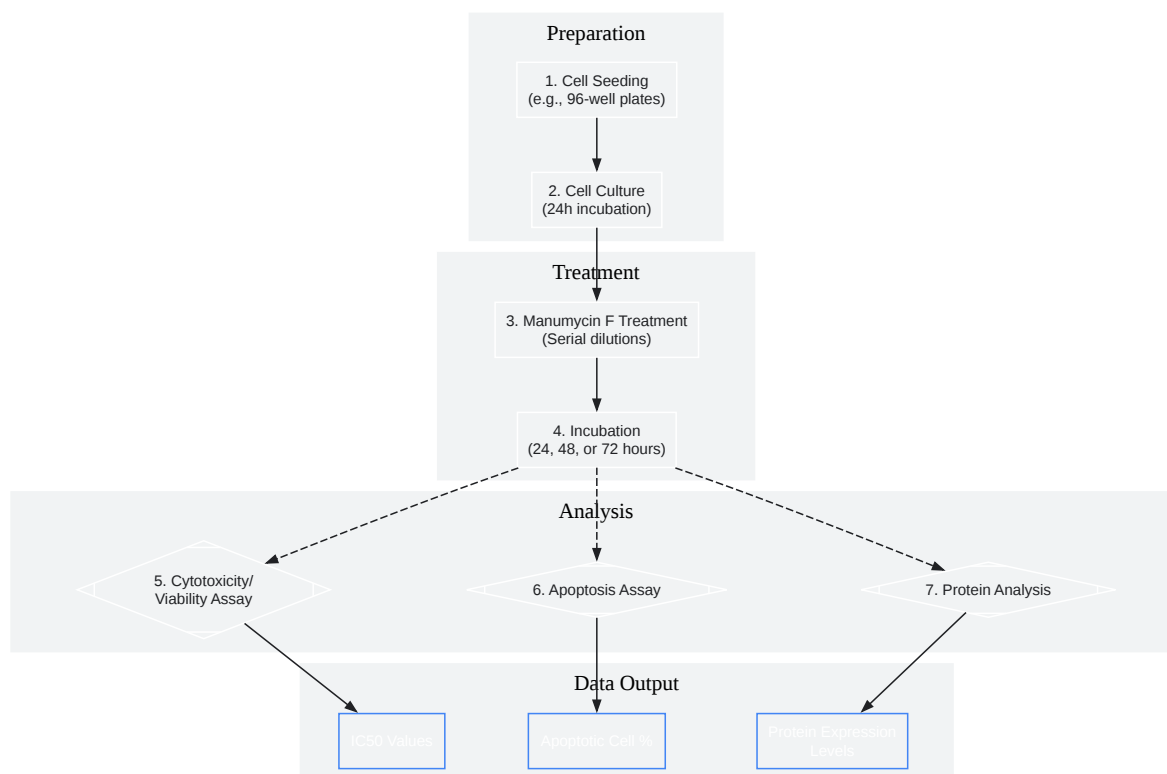 Preparation
1. Cell Seeding
(e.g., 96-well plates)
2. Cell Culture
(24h incubation)
Treatment
3. Manumycin F Treatment
(Serial dilutions)
4. Incubation
(24, 48, or 72 hours)
Analysis
5. Cytotoxicity/
Viability Assay
6. Apoptosis Assay
7. Protein Analysis
Data Output
IC50 Values
Apoptotic Cell %
Protein Expression
Levels